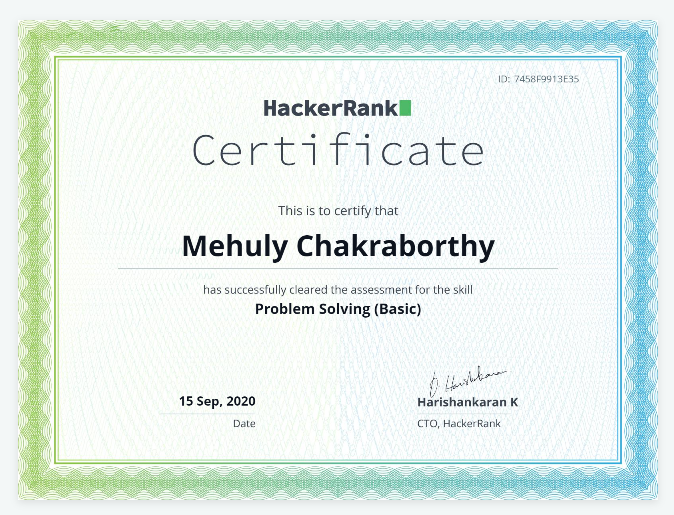 ID: 7458F9913E35
HackerRank
Certificate
This is to certify that
Mehuly Chakraborthy
has successfully cleared the assessment for the skill
Problem Solving (Basic)
15 Sep, 2020
Date
Harishankaran K
CTO, HackerRank